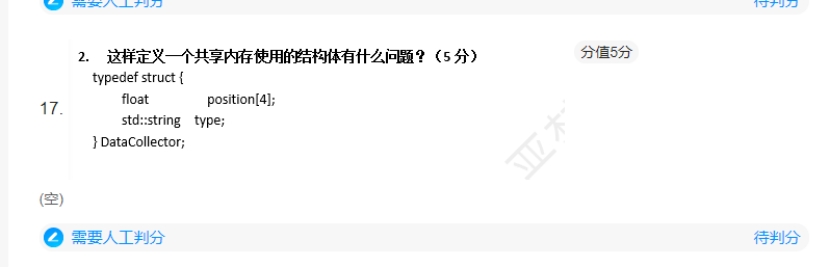 需要人工判分 待判分
2. 这样定义一个共享内存使用的结构体有什么问题？（5 分） 分值5分
typedef struct {
17. float position[4];
std::string type;
} DataCollector;
(空)
需要人工判分 待判分